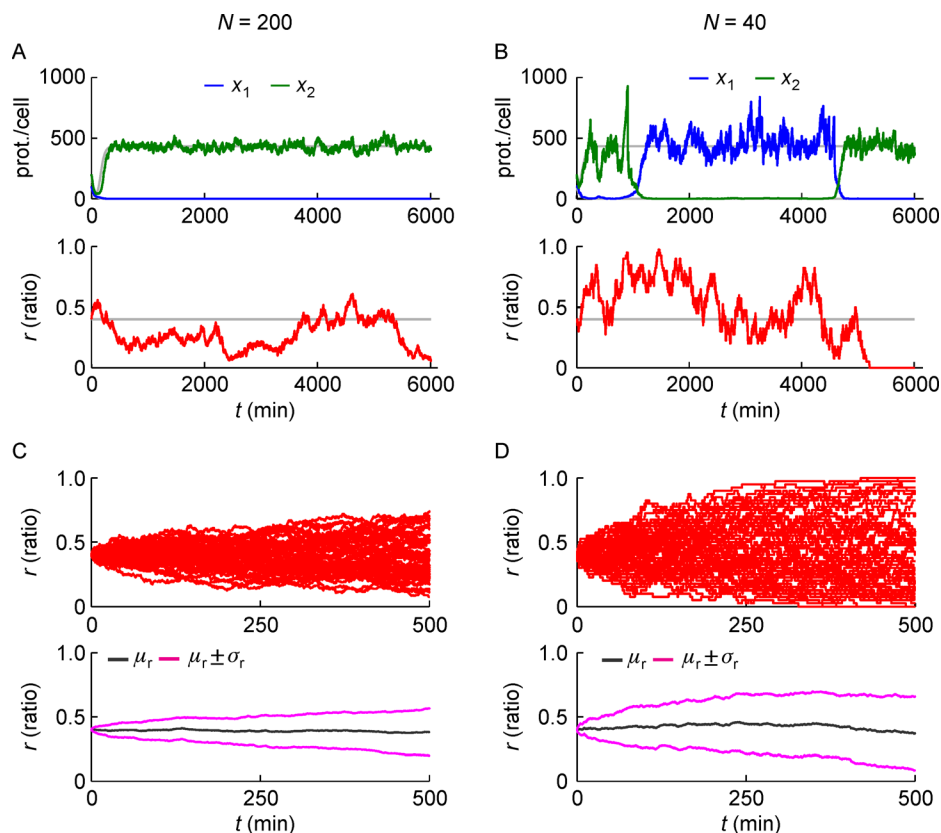 N = 200
N = 40
A
B
1000
500
0
prot./cell
x1 x2
0 2000 4000 6000
1000
500
0
x1 x2
0 2000 4000 6000
1.0
0.5
0
r (ratio)
0 2000 4000 6000
t (min)
1.0
0.5
0
r (ratio)
0 2000 4000 6000
t (min)
C
D
1.0
0.5
0
r (ratio)
0 250 500
1.0
0.5
0
r (ratio)
0 250 500
1.0
0.5
0
r (ratio)
μr μr ± σr
0 250 500
t (min)
1.0
0.5
0
r (ratio)
μr μr ± σr
0 250 500
t (min)